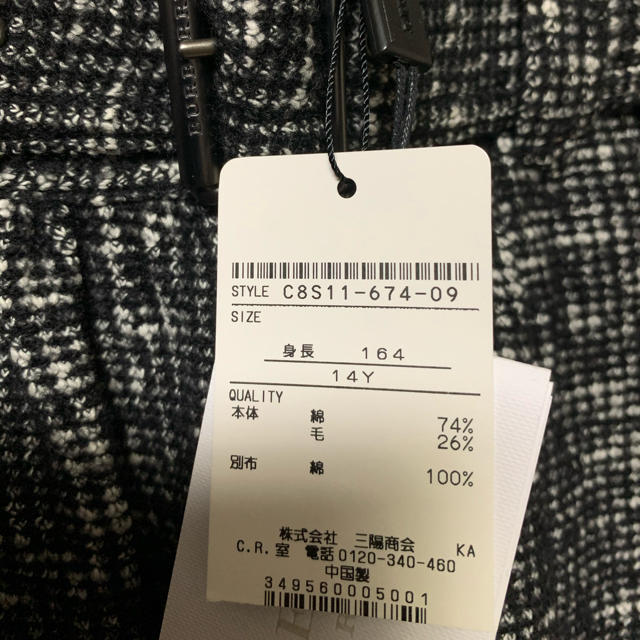 STYLE C8S11-674-09
SIZE
身長 164
14Y
QUALITY
本体 綿 74%
毛 26%
別布 綿 100%
株式会社 三陽商会 KA
C.R.室 電話0120-340-460
中国製
349560005001